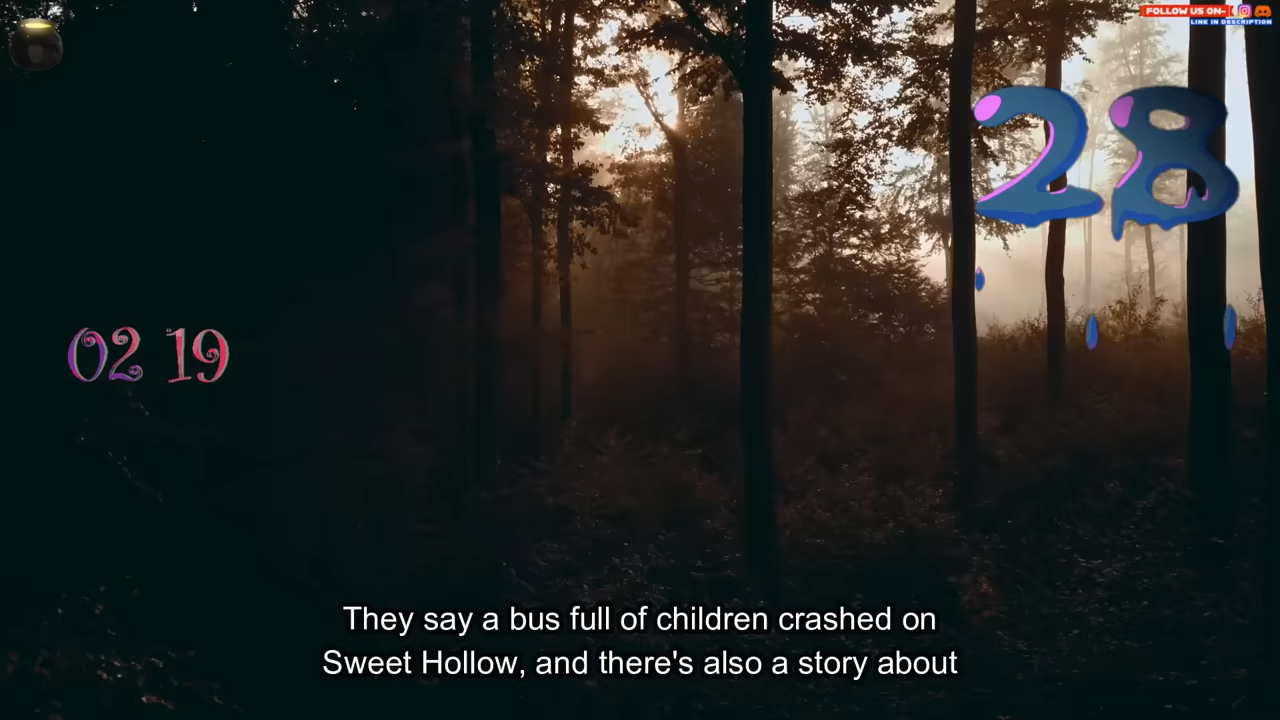 FOLLOW US ON-
LINK IN DESCRIPTION
28
02 19
They say a bus full of children crashed on
Sweet Hollow, and there's also a story about